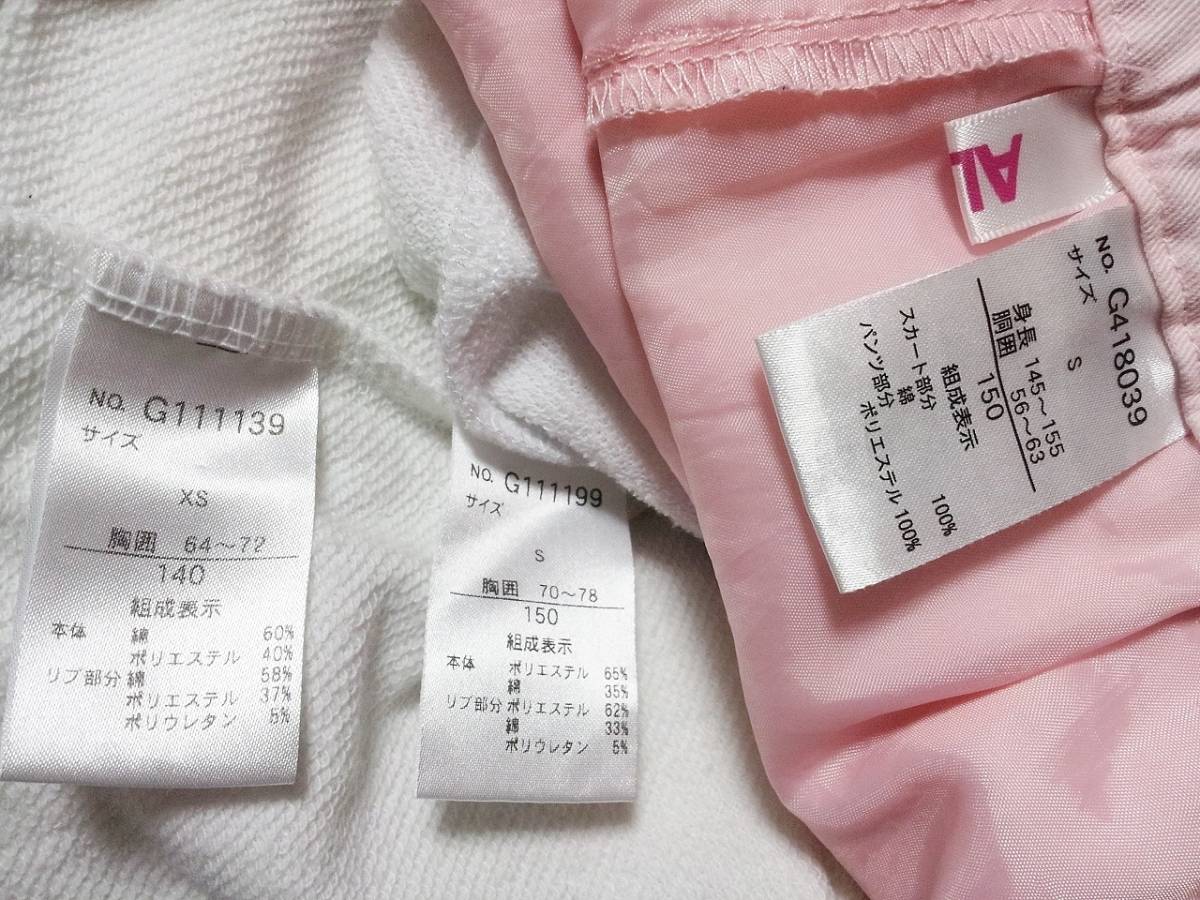 NO. G111139
サイズ
XS
胸囲 64～72
140
組成表示
本体 綿 60%
ポリエステル 40%
リブ部分 綿 58%
ポリエステル 37%
ポリウレタン 5%
NO. G111199
サイズ
S
胸囲 70～78
150
組成表示
本体 ポリエステル 65%
綿 35%
リブ部分 ポリエステル 62%
綿 33%
ポリウレタン 5%
AL
NO. G418039
サイズ S
身長 145～155
胴囲 56～63
150
組成表示
スカート部分
綿 100%
パンツ部分 ポリエステル 100%